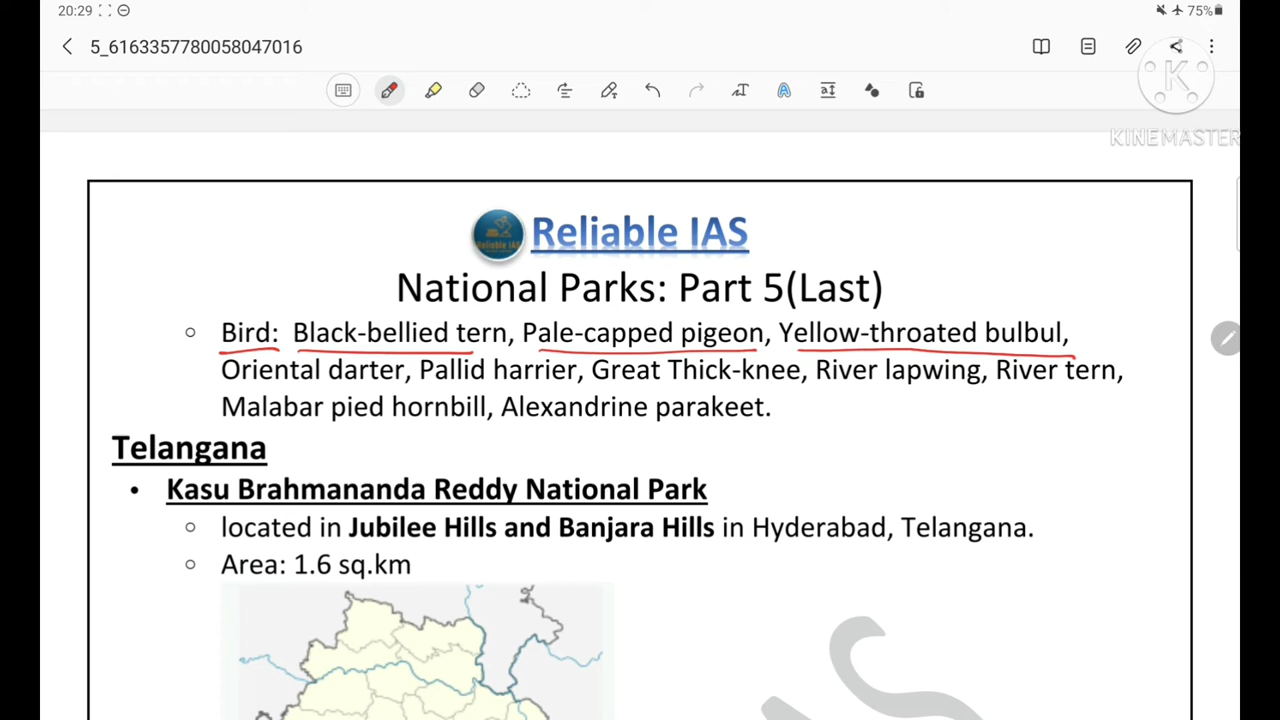 20:29
75%
5_6163357780058047016
KINEMASTER
Reliable IAS
Reliable IAS
National Parks: Part 5(Last)
Bird: Black-bellied tern, Pale-capped pigeon, Yellow-throated bulbul,
Oriental darter, Pallid harrier, Great Thick-knee, River lapwing, River tern,
Malabar pied hornbill, Alexandrine parakeet.
Telangana
• Kasu Brahmananda Reddy National Park
located in Jubilee Hills and Banjara Hills in Hyderabad, Telangana.
Area: 1.6 sq.km